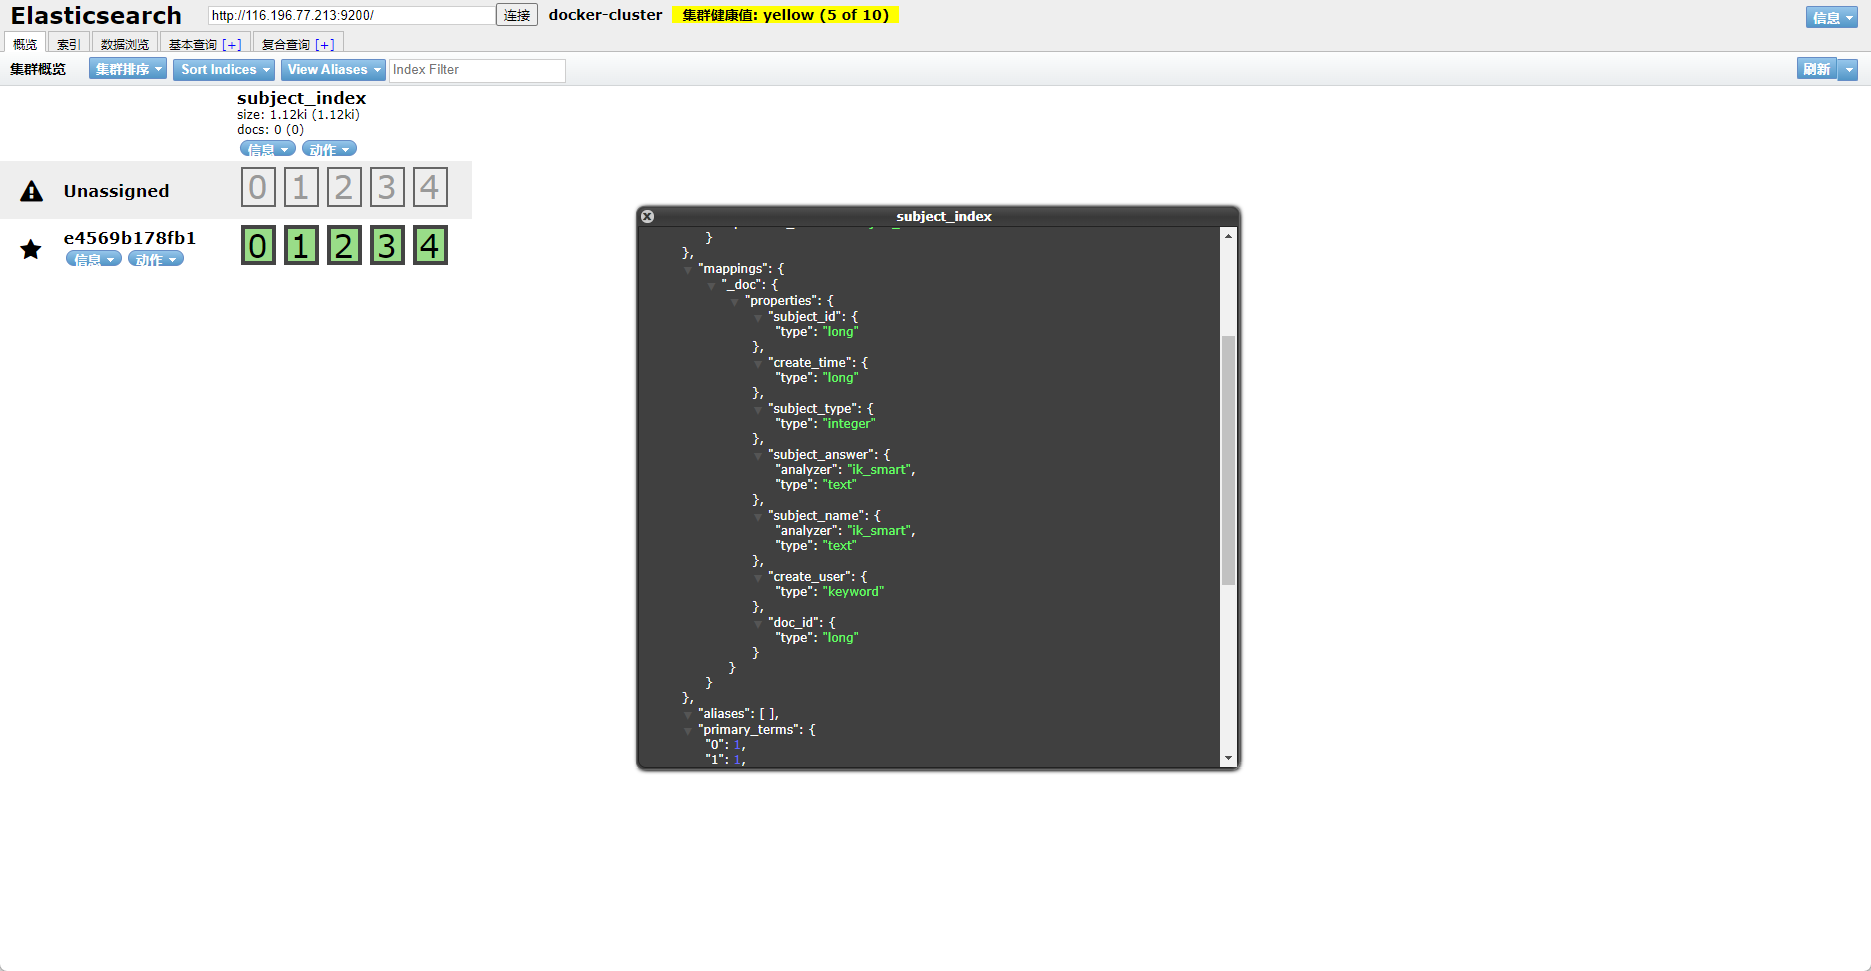 Elasticsearch http://116.196.77.213:9200/ 连接 docker-cluster 集群健康值: yellow (5 of 10) 信息
概览 索引 数据浏览 基本查询 [+] 复合查询 [+]
集群概览 集群排序 Sort Indices View Aliases Index Filter 刷新
subject_index
size: 1.12ki (1.12ki)
docs: 0 (0)
信息 动作
Unassigned 0 1 2 3 4
e4569b178fb1 0 1 2 3 4
信息 动作
subject_index
}
},
"mappings": {
"_doc": {
"properties": {
"subject_id": {
"type": "long"
},
"create_time": {
"type": "long"
},
"subject_type": {
"type": "integer"
},
"subject_answer": {
"analyzer": "ik_smart",
"type": "text"
},
"subject_name": {
"analyzer": "ik_smart",
"type": "text"
},
"create_user": {
"type": "keyword"
},
"doc_id": {
"type": "long"
}
}
}
},
"aliases": [ ],
"primary_terms": {
"0": 1,
"1": 1,